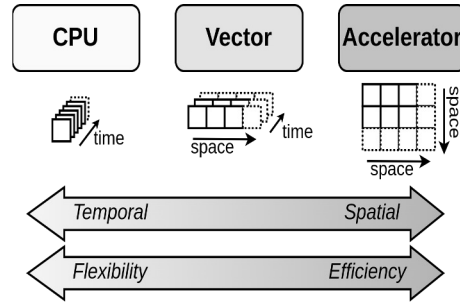 CPU
Vector
Accelerator
time
space
time
space
space
Temporal
Spatial
Flexibility
Efficiency